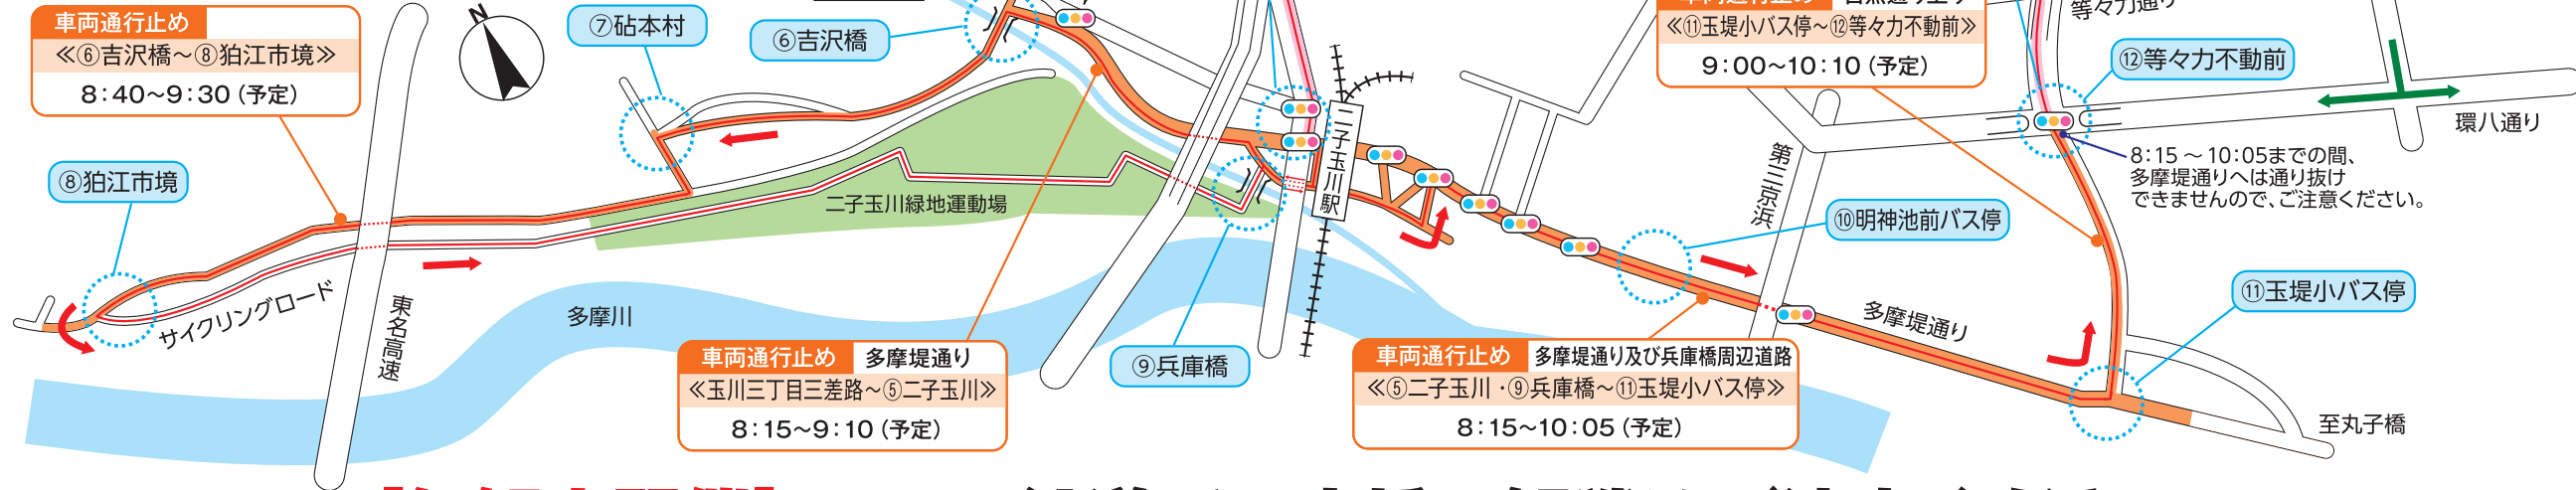 車両通行止め
≪⑥吉沢橋～⑧狛江市境≫
8:40～9:30（予定）
N
⑦砧本村
⑥吉沢橋
⑧狛江市境
サイクリングロード
東名高速
多摩川
二子玉川緑地運動場
車両通行止め 多摩堤通り
≪玉川三丁目三差路～⑤二子玉川≫
8:15～9:10（予定）
⑨兵庫橋
二子玉川駅
≪⑪玉堤小バス停～⑫等々力不動前≫
9:00～10:10（予定）
等々力通り
⑫等々力不動前
環八通り
8:15～10:05までの間、
多摩堤通りへは通り抜け
できませんので、ご注意ください。
第三京浜
⑩明神池前バス停
⑪玉堤小バス停
多摩堤通り
車両通行止め 多摩堤通り及び兵庫橋周辺道路
≪⑤二子玉川・⑨兵庫橋～⑪玉堤小バス停≫
8:15～10:05（予定）
至丸子橋